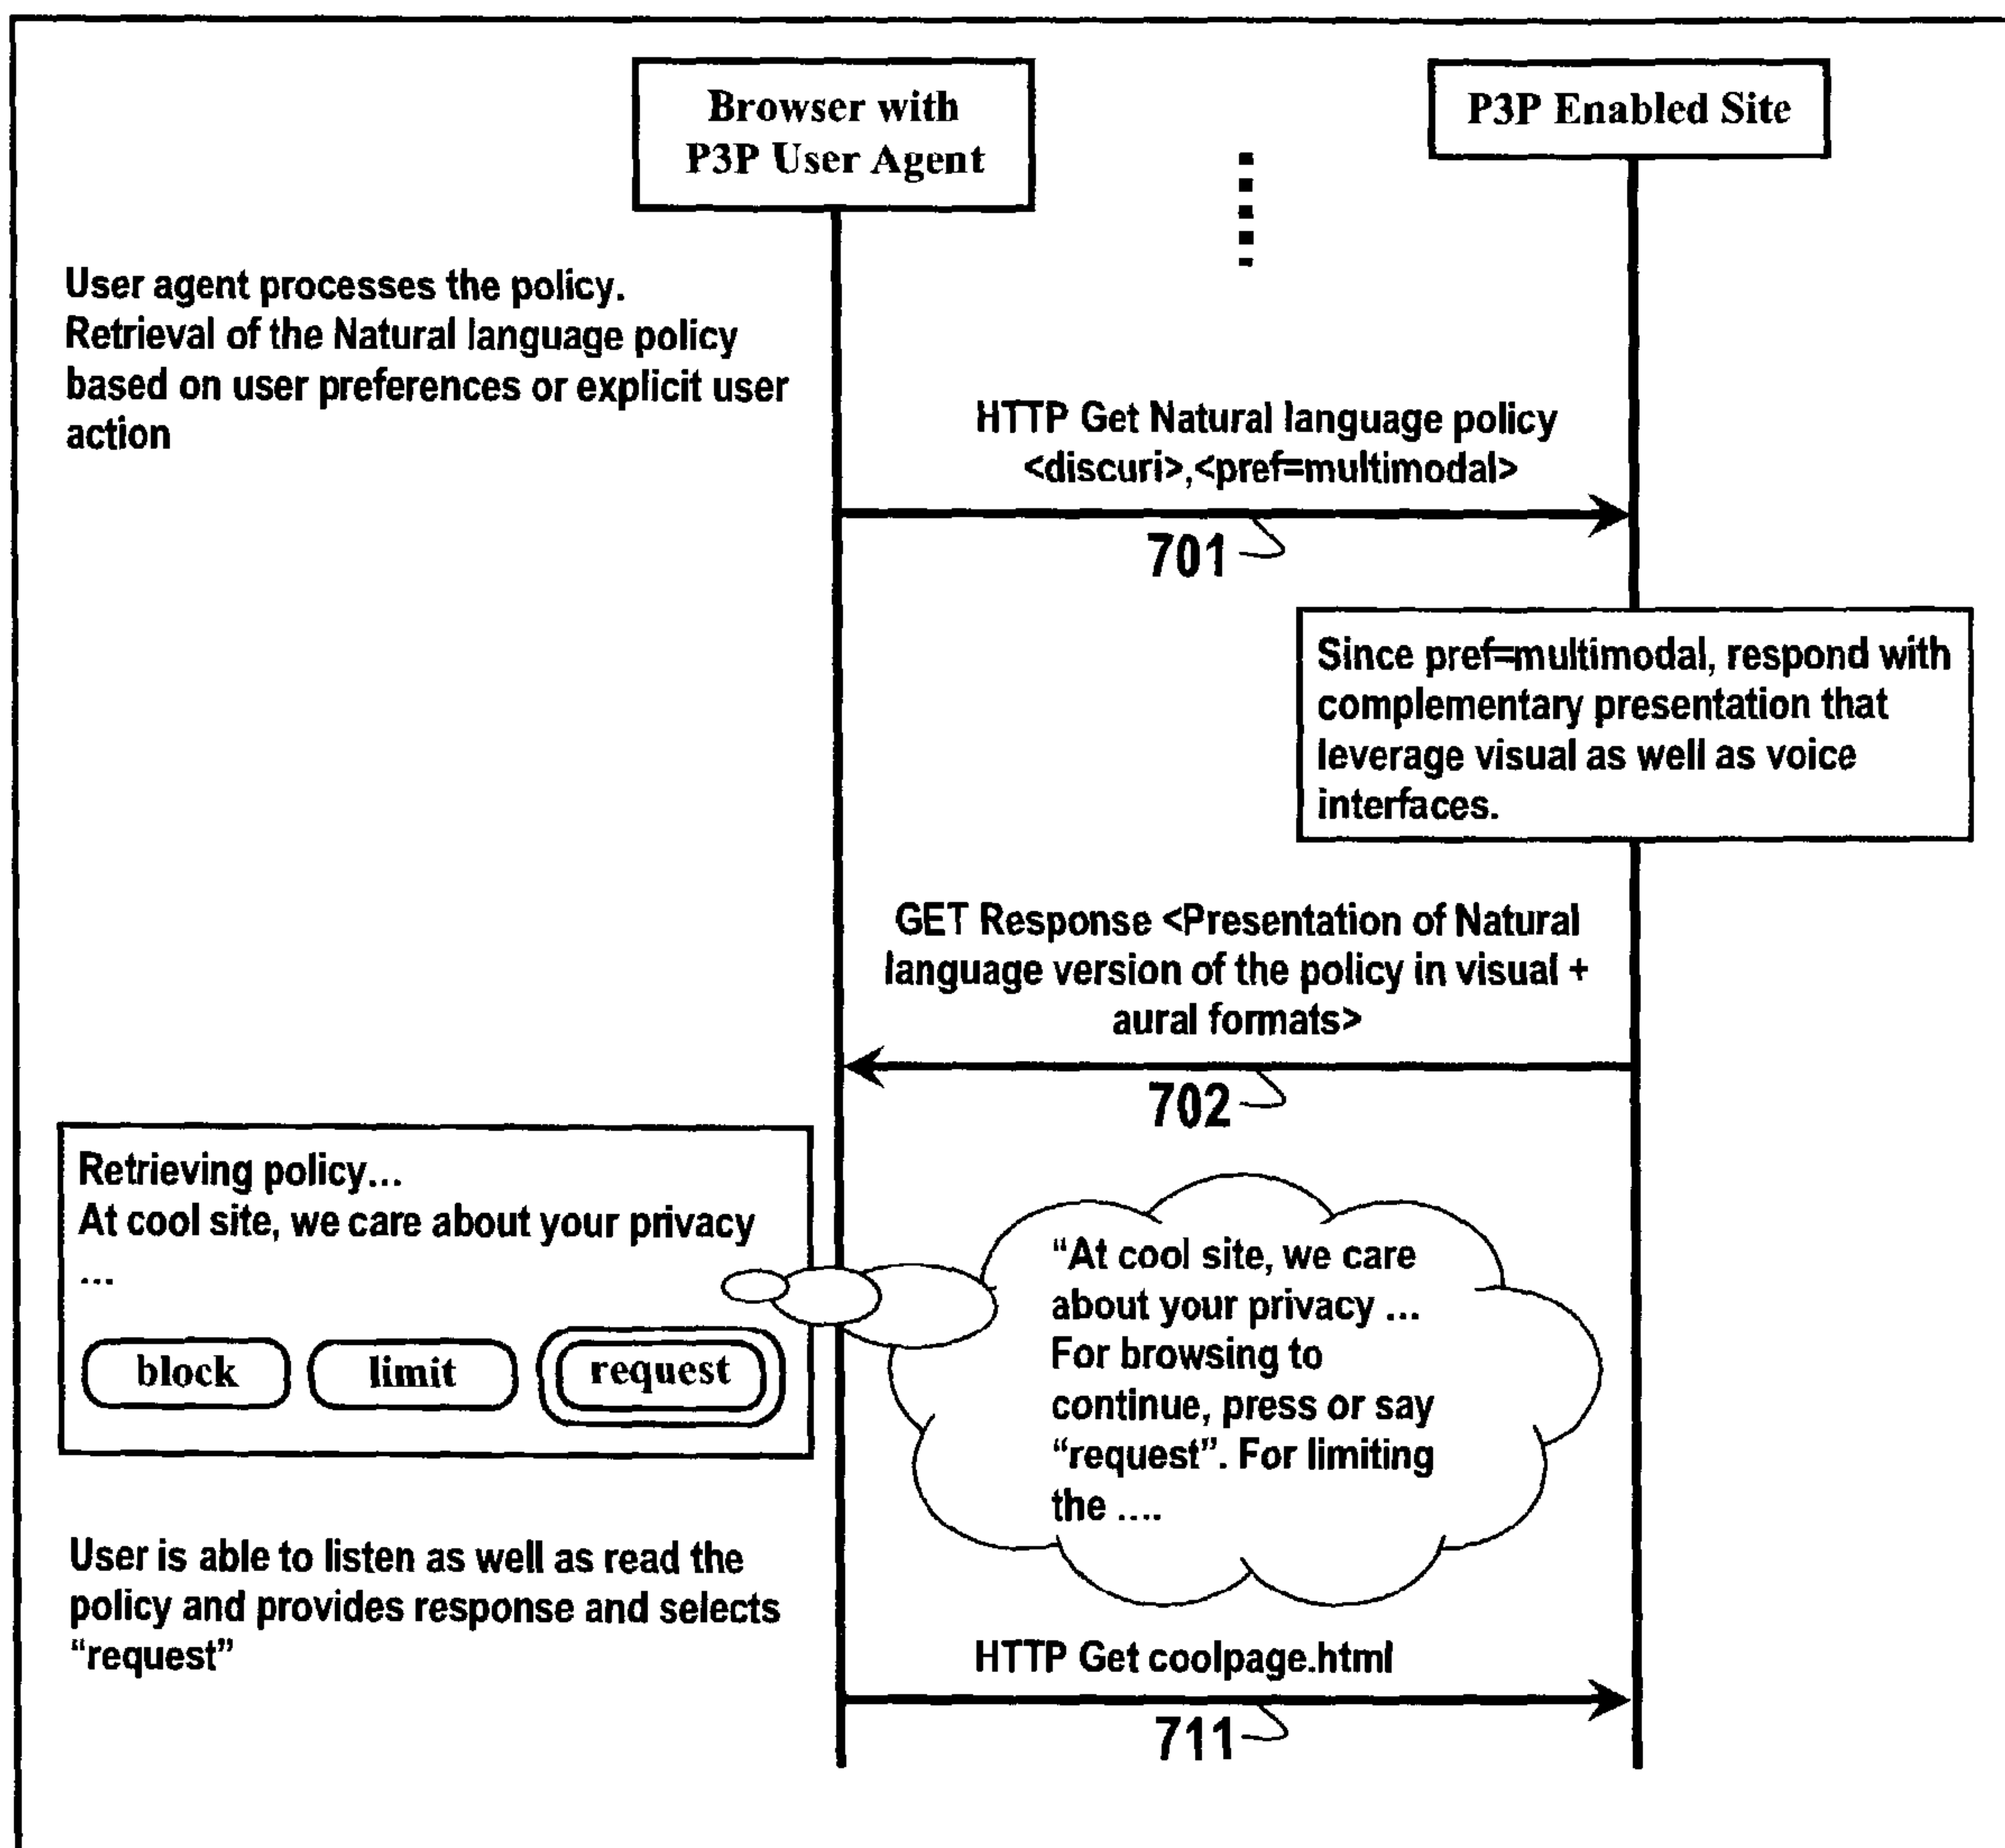 Browser with
P3P User Agent
P3P Enabled Site
User agent processes the policy.
Retrieval of the Natural language policy
based on user preferences or explicit user
action
HTTP Get Natural language policy
<discuri>,<pref=multimodal>
701
Since pref=multimodal, respond with
complementary presentation that
leverage visual as well as voice
interfaces.
GET Response <Presentation of Natural
language version of the policy in visual +
aural formats>
702
Retrieving policy...
At cool site, we care about your privacy
...
block
limit
request
“At cool site, we care
about your privacy ...
For browsing to
continue, press or say
“request”. For limiting
the ....
User is able to listen as well as read the
policy and provides response and selects
“request”
HTTP Get coolpage.html
711